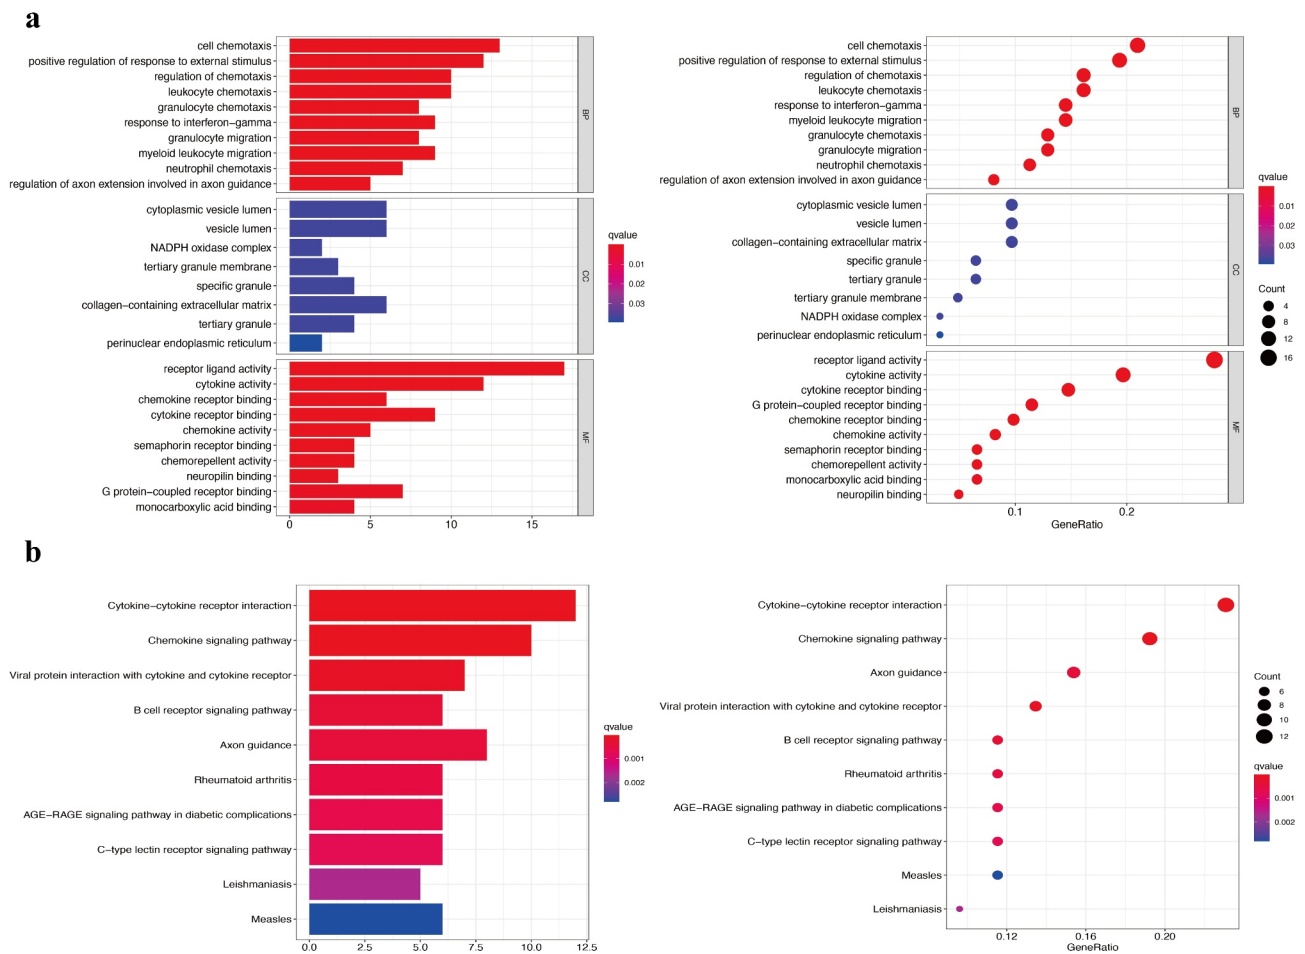 a
cell chemotaxis
positive regulation of response to external stimulus
regulation of chemotaxis
leukocyte chemotaxis
granulocyte chemotaxis
response to interferon−gamma
granulocyte migration
myeloid leukocyte migration
neutrophil chemotaxis
regulation of axon extension involved in axon guidance
BP
cytoplasmic vesicle lumen
vesicle lumen
NADPH oxidase complex
tertiary granule membrane
specific granule
collagen−containing extracellular matrix
tertiary granule
perinuclear endoplasmic reticulum
CC
receptor ligand activity
cytokine activity
chemokine receptor binding
cytokine receptor binding
chemokine activity
semaphorin receptor binding
chemorepellent activity
neuropilin binding
G protein−coupled receptor binding
monocarboxylic acid binding
MF
0 5 10 15
qvalue
0.01
0.02
0.03
cell chemotaxis
positive regulation of response to external stimulus
regulation of chemotaxis
leukocyte chemotaxis
response to interferon−gamma
myeloid leukocyte migration
granulocyte chemotaxis
granulocyte migration
neutrophil chemotaxis
regulation of axon extension involved in axon guidance
BP
cytoplasmic vesicle lumen
vesicle lumen
collagen−containing extracellular matrix
specific granule
tertiary granule
tertiary granule membrane
NADPH oxidase complex
perinuclear endoplasmic reticulum
CC
receptor ligand activity
cytokine activity
cytokine receptor binding
G protein−coupled receptor binding
chemokine receptor binding
chemokine activity
semaphorin receptor binding
chemorepellent activity
monocarboxylic acid binding
neuropilin binding
MF
0.1 0.2
GeneRatio
qvalue
0.01
0.02
0.03
Count
4
8
12
16
b
Cytokine−cytokine receptor interaction
Chemokine signaling pathway
Viral protein interaction with cytokine and cytokine receptor
B cell receptor signaling pathway
Axon guidance
Rheumatoid arthritis
AGE−RAGE signaling pathway in diabetic complications
C−type lectin receptor signaling pathway
Leishmaniasis
Measles
0.0 2.5 5.0 7.5 10.0 12.5
qvalue
0.001
0.002
Cytokine−cytokine receptor interaction
Chemokine signaling pathway
Axon guidance
Viral protein interaction with cytokine and cytokine receptor
B cell receptor signaling pathway
Rheumatoid arthritis
AGE−RAGE signaling pathway in diabetic complications
C−type lectin receptor signaling pathway
Measles
Leishmaniasis
0.12 0.16 0.20
GeneRatio
Count
6
8
10
12
qvalue
0.001
0.002